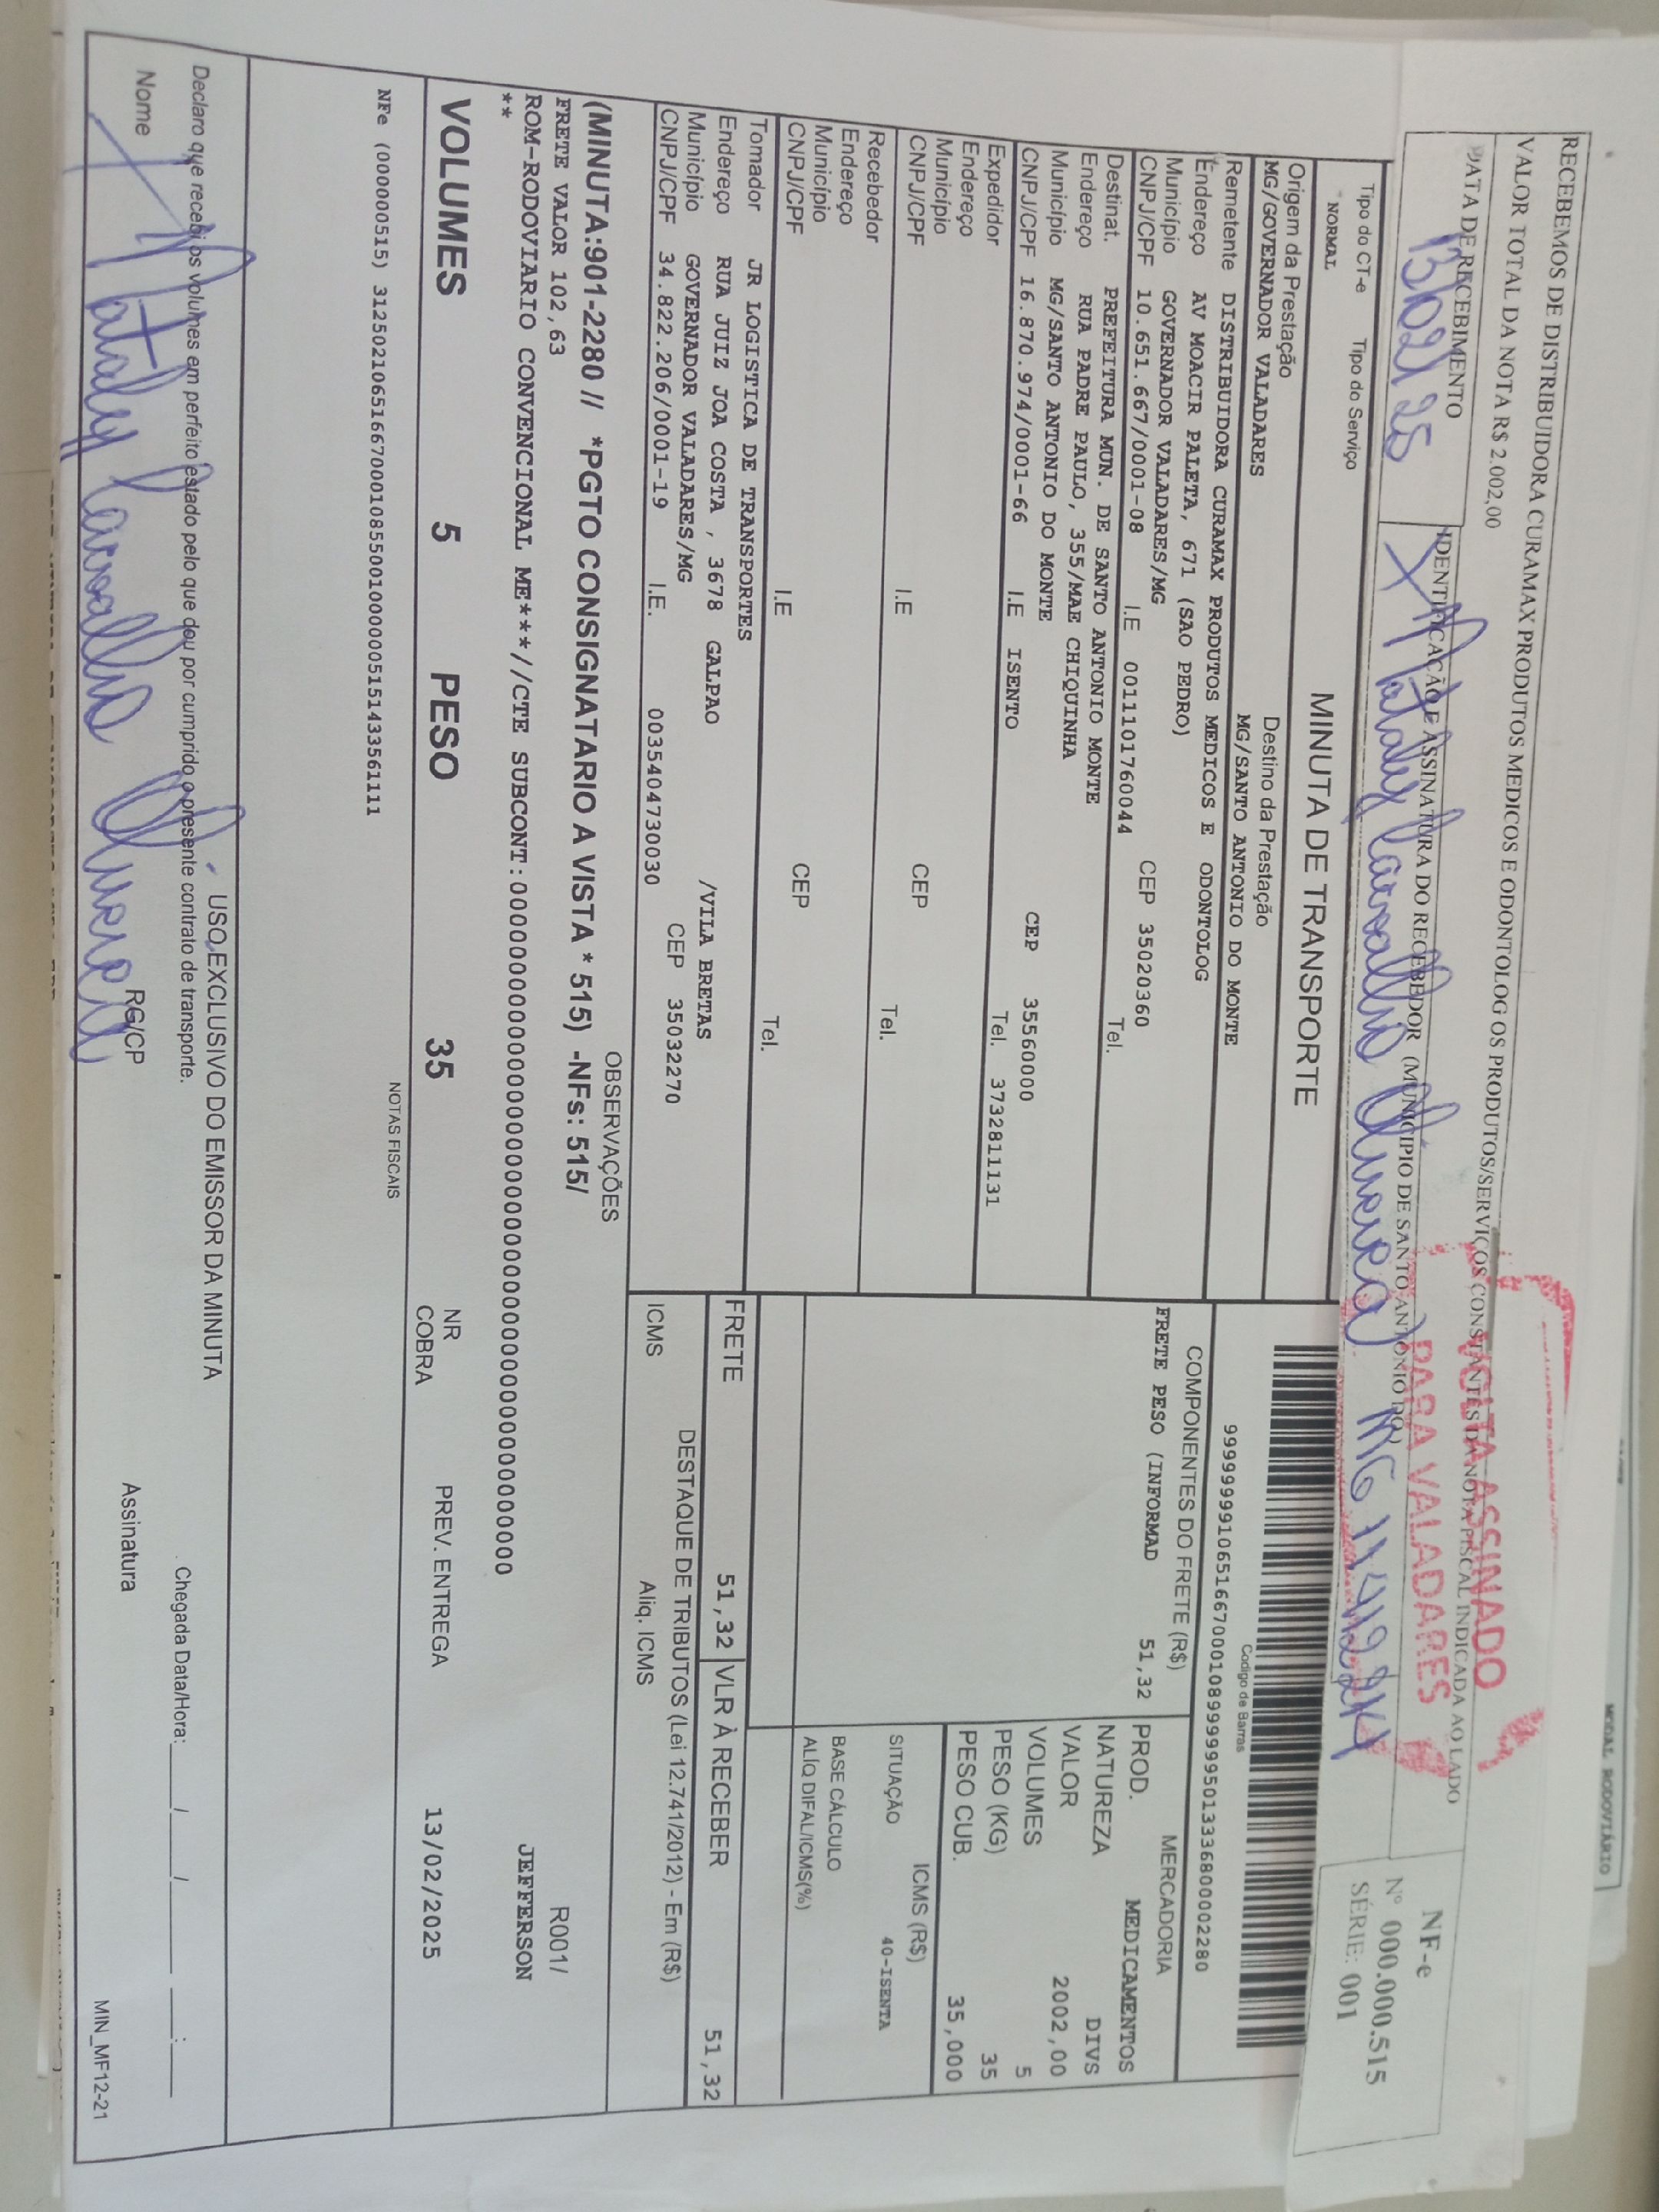 RECEBEMOS DE DISTRIBUIDORA CURAMAX PRODUTOS MEDICOS E ODONTOLOG OS PRODUTOS/SERVIÇOS CONSTANTES DA NOTA FISCAL INDICADA AO LADO
VALOR TOTAL DA NOTA R$ 2.002,00
DATA DE RECEBIMENTO
13/02/25
IDENTIFICAÇÃO E ASSINATURA DO RECEBEDOR (MUNICIPIO DE SANTO ANTONIO DO)
Nataly Carvalho
VOLTA ASSINADO
PARA VALADARES
NF-e
Nº 000.000.515
SÉRIE: 001
MODAL RODOVIÁRIO
Tipo do CT-e Tipo do Serviço
NORMAL
MINUTA DE TRANSPORTE
Origem da Prestação Destino da Prestação
MG/GOVERNADOR VALADARES MG/SANTO ANTONIO DO MONTE
Remetente DISTRIBUIDORA CURAMAX PRODUTOS MEDICOS E ODONTOLOG
Endereço AV MOACIR PALETA, 671 (SAO PEDRO)
Município GOVERNADOR VALADARES/MG CEP 35020360
CNPJ/CPF 10.651.667/0001-08 I.E 0011101760044 Tel.
Destinat. PREFEITURA MUN. DE SANTO ANTONIO MONTE
Endereço RUA PADRE PAULO, 355/MAE CHIQUINHA
Município MG/SANTO ANTONIO DO MONTE CEP 35560000
CNPJ/CPF 16.870.974/0001-66 I.E ISENTO Tel. 3732811131
Expedidor
Endereço
Município CEP
CNPJ/CPF I.E Tel.
Recebedor
Endereço
Município CEP
CNPJ/CPF I.E Tel.
Tomador JR LOGISTICA DE TRANSPORTES
Endereço RUA JUIZ JOA COSTA , 3678 GALPAO /VILA BRETAS
Município GOVERNADOR VALADARES/MG CEP 35032270
CNPJ/CPF 34.822.206/0001-19 I.E. 0035404730030
Codigo de Barras
COMPONENTES DO FRETE (R$)
FRETE PESO (INFORMAD 51,32
MERCADORIA
PROD. MEDICAMENTOS
NATUREZA DIVS
VALOR 2002,00
VOLUMES 5
PESO (KG) 35
PESO CUB. 35,000
ICMS (R$)
SITUAÇÃO 40-ISENTA
BASE CÁLCULO
ALÍQ DIFAL/ICMS(%)
FRETE 51,32 VLR À RECEBER 51,32
DESTAQUE DE TRIBUTOS (Lei 12.741/2012) - Em (R$)
ICMS Aliq. ICMS
OBSERVAÇÕES
(MINUTA:901-2280 // *PGTO CONSIGNATARIO A VISTA * 515) -NFs: 515/
FRETE VALOR 102,63
R001/
JEFFERSON
**
VOLUMES 5 PESO 35 NR COBRA PREV. ENTREGA 13/02/2025
NOTAS FISCAIS
USO EXCLUSIVO DO EMISSOR DA MINUTA
Declaro que recebi os volumes em perfeito estado pelo que dou por cumprido o presente contrato de transporte.
Chegada Data/Hora: ____/____/______ ___:___
Nome Nataly Carvalho RG/CP Assinatura
MIN_MF12-21